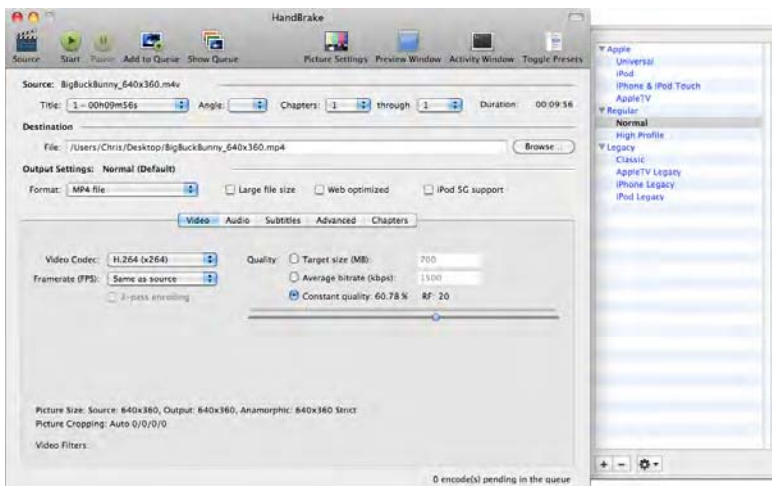 HandBrake
Source Start Pause Add to Queue Show Queue Picture Settings Preview Window Activity Window Toggle Presets
Source: BigBuckBunny_640x360.m4v
Title: 1 - 00h09m56s Angle: Chapters: 1 through 1 Duration: 00:09:56
Destination
File: /Users/Chris/Desktop/BigBuckBunny_640x360.mp4 Browse...
Output Settings: Normal (Default)
Format: MP4 file Large file size Web optimized iPod 5G support
Video Audio Subtitles Advanced Chapters
Video Codec: H.264 (x264) Quality: Target size (MB): 700
Framerate (FPS): Same as source Average bitrate (kbps): 1500
2-pass encoding Constant quality: 60.78 % RF: 20
Picture Size: Source: 640x360, Output: 640x360, Anamorphic: 640x360 Strict
Picture Cropping: Auto 0/0/0/0
Video Filters:
0 encode(s) pending in the queue
Apple
Universal
iPod
iPhone & iPod Touch
AppleTV
Regular
Normal
High Profile
Legacy
Classic
AppleTV Legacy
iPhone Legacy
iPod Legacy